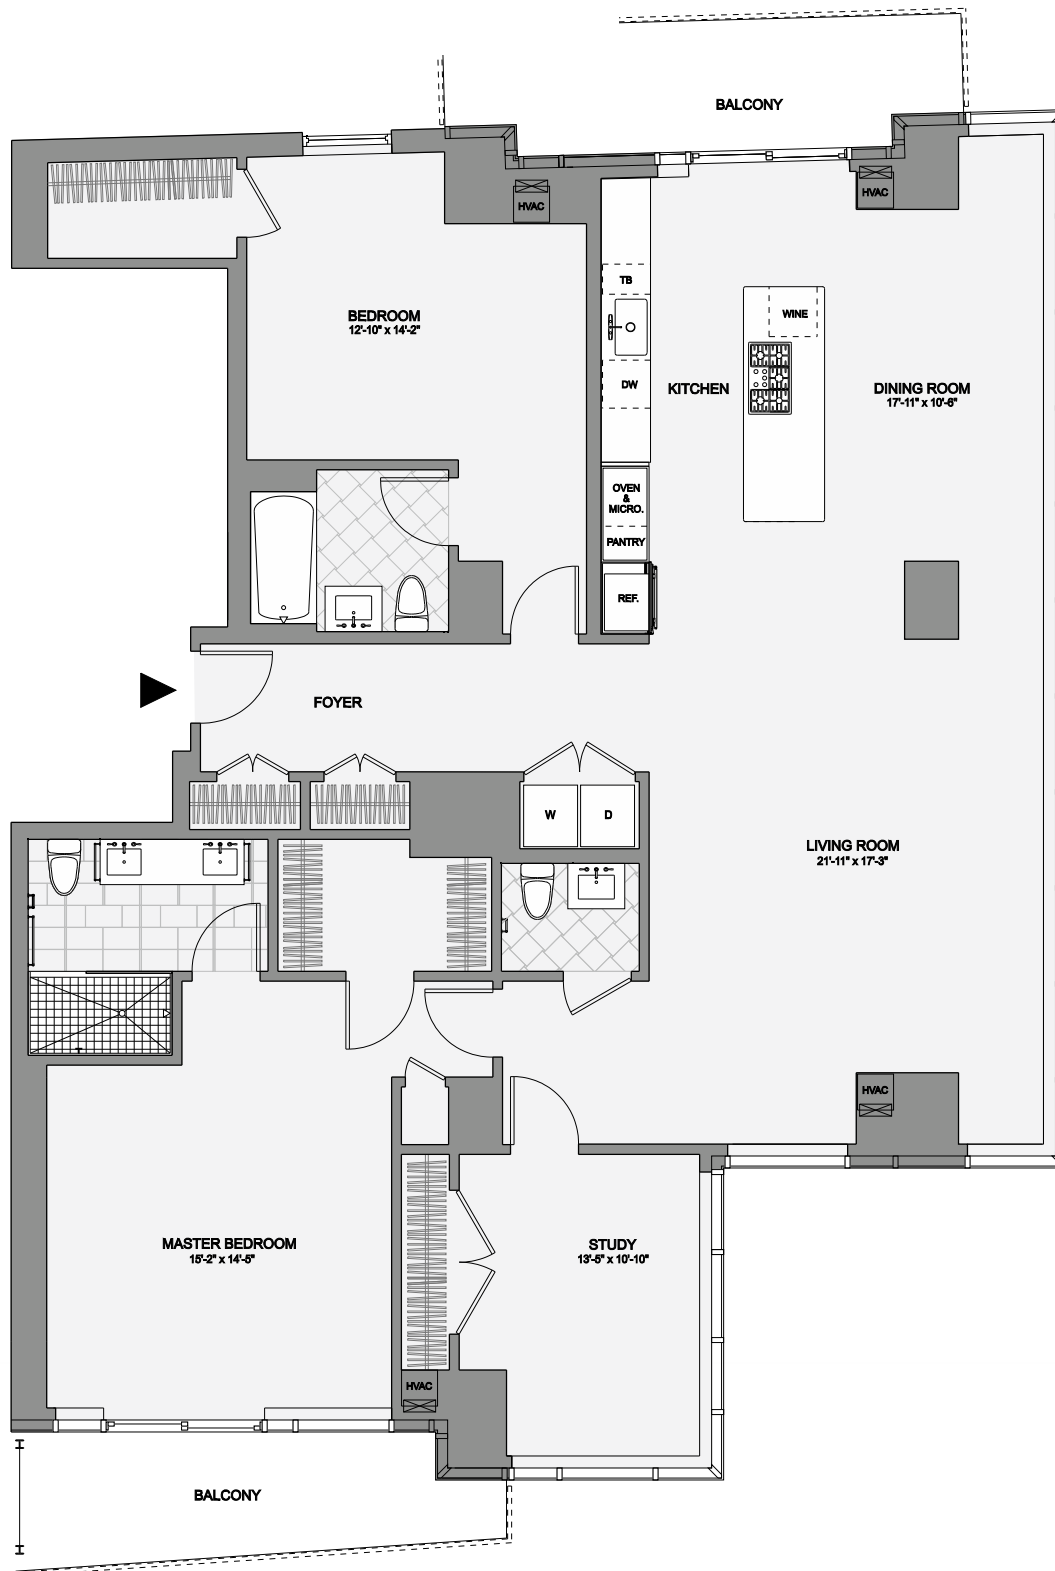 BALCONY
HVAC
HVAC
TB
BEDROOM
12'-10" x 14'-2"
WINE
DW
KITCHEN
DINING ROOM
17'-11" x 10'-6"
OVEN
&
MICRO.
PANTRY
REF.
FOYER
W
D
LIVING ROOM
21'-11" x 17'-3"
HVAC
MASTER BEDROOM
15'-2" x 14'-5"
STUDY
13'-5" x 10'-10"
HVAC
BALCONY